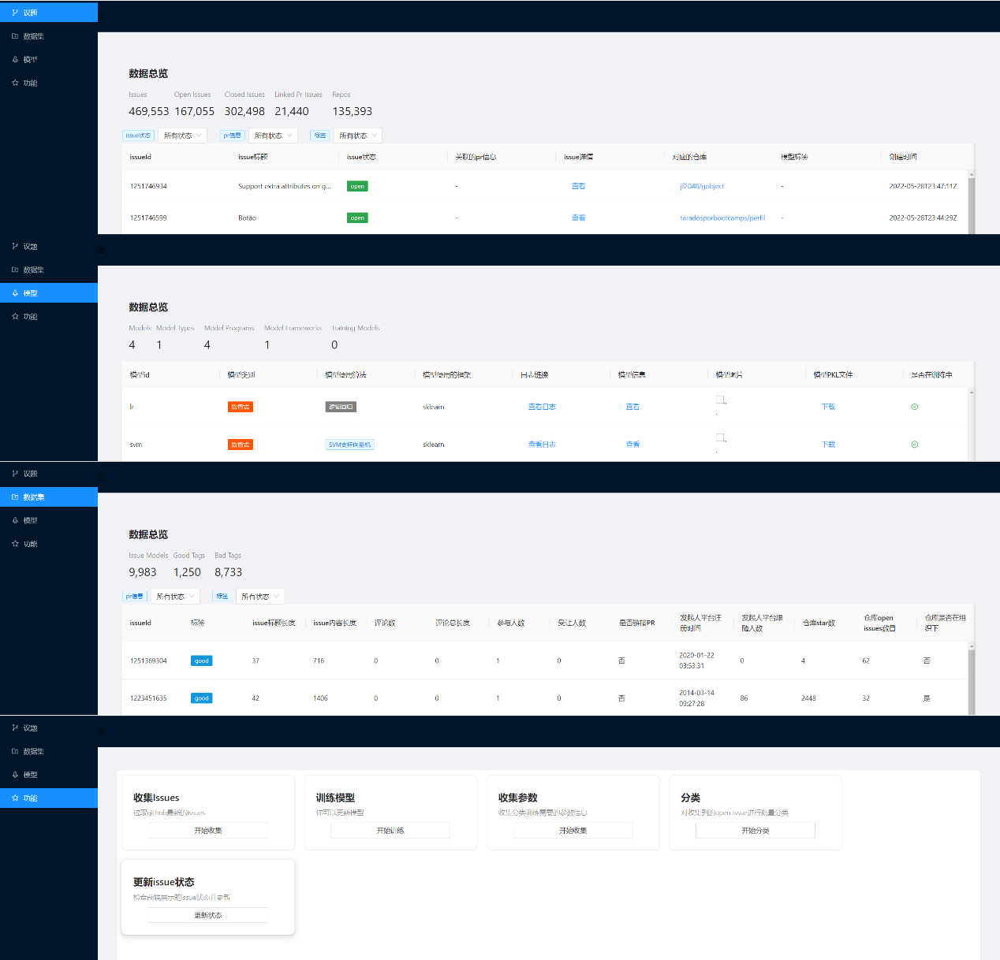 议题
数据集
模型
功能
数据总览
Issues Open Issues Closed Issues Linked Pr Issues Repos
469,553 167,055 302,498 21,440 135,393
issue状态 所有状态 pr信息 所有状态 标签 所有状态
issueId issue标题 issue状态 关联的pr信息 issue详情 对应的仓库 模型标签 创建时间
1251746934 Support extra attributes on g... open - 查看 jf2048/gobject - 2022-05-28T23:47:11Z
1251746599 Botão open - 查看 taradosporbootcamps/perfil - 2022-05-28T23:44:29Z
议题
数据集
模型
功能
数据总览
Models Model Types Model Programs Model Frameworks Training Models
4 1 4 1 0
模型id 模型类别 模型使用算法 模型使用的框架 日志链接 模型信息 模型图片 模型PKL文件 是否在训练中
lr 监督式 逻辑回归 sklearn 查看日志 查看 下载
svm 监督式 SVM支持向量机 sklearn 查看日志 查看 下载
议题
数据集
模型
功能
数据总览
Issue Models Good Tags Bad Tags
9,983 1,250 8,733
pr信息 所有状态 标签 所有状态
issueId 标签 issue标题长度 issue内容长度 评论数 评论总长度 参与人数 受让人数 是否链接PR 发起人平台注册时间 发起人平台跟随人数 仓库star数 仓库open issues数目 仓库是否在组织下
1251369304 good 37 716 0 0 1 0 否 2020-01-22 03:53:31 0 4 62 否
1223451635 good 42 1406 0 0 1 0 否 2014-03-14 09:27:28 86 2448 32 是
议题
数据集
模型
功能
收集Issues 训练模型 收集参数 分类
拉取github最新的issues 你可以更新模型 收集分类训练需要的参数信息 对收集到的open issue进行批量分类
开始收集 开始训练 开始收集 开始分类
更新issue状态
检查前端展示的issue状态并更新
更新状态